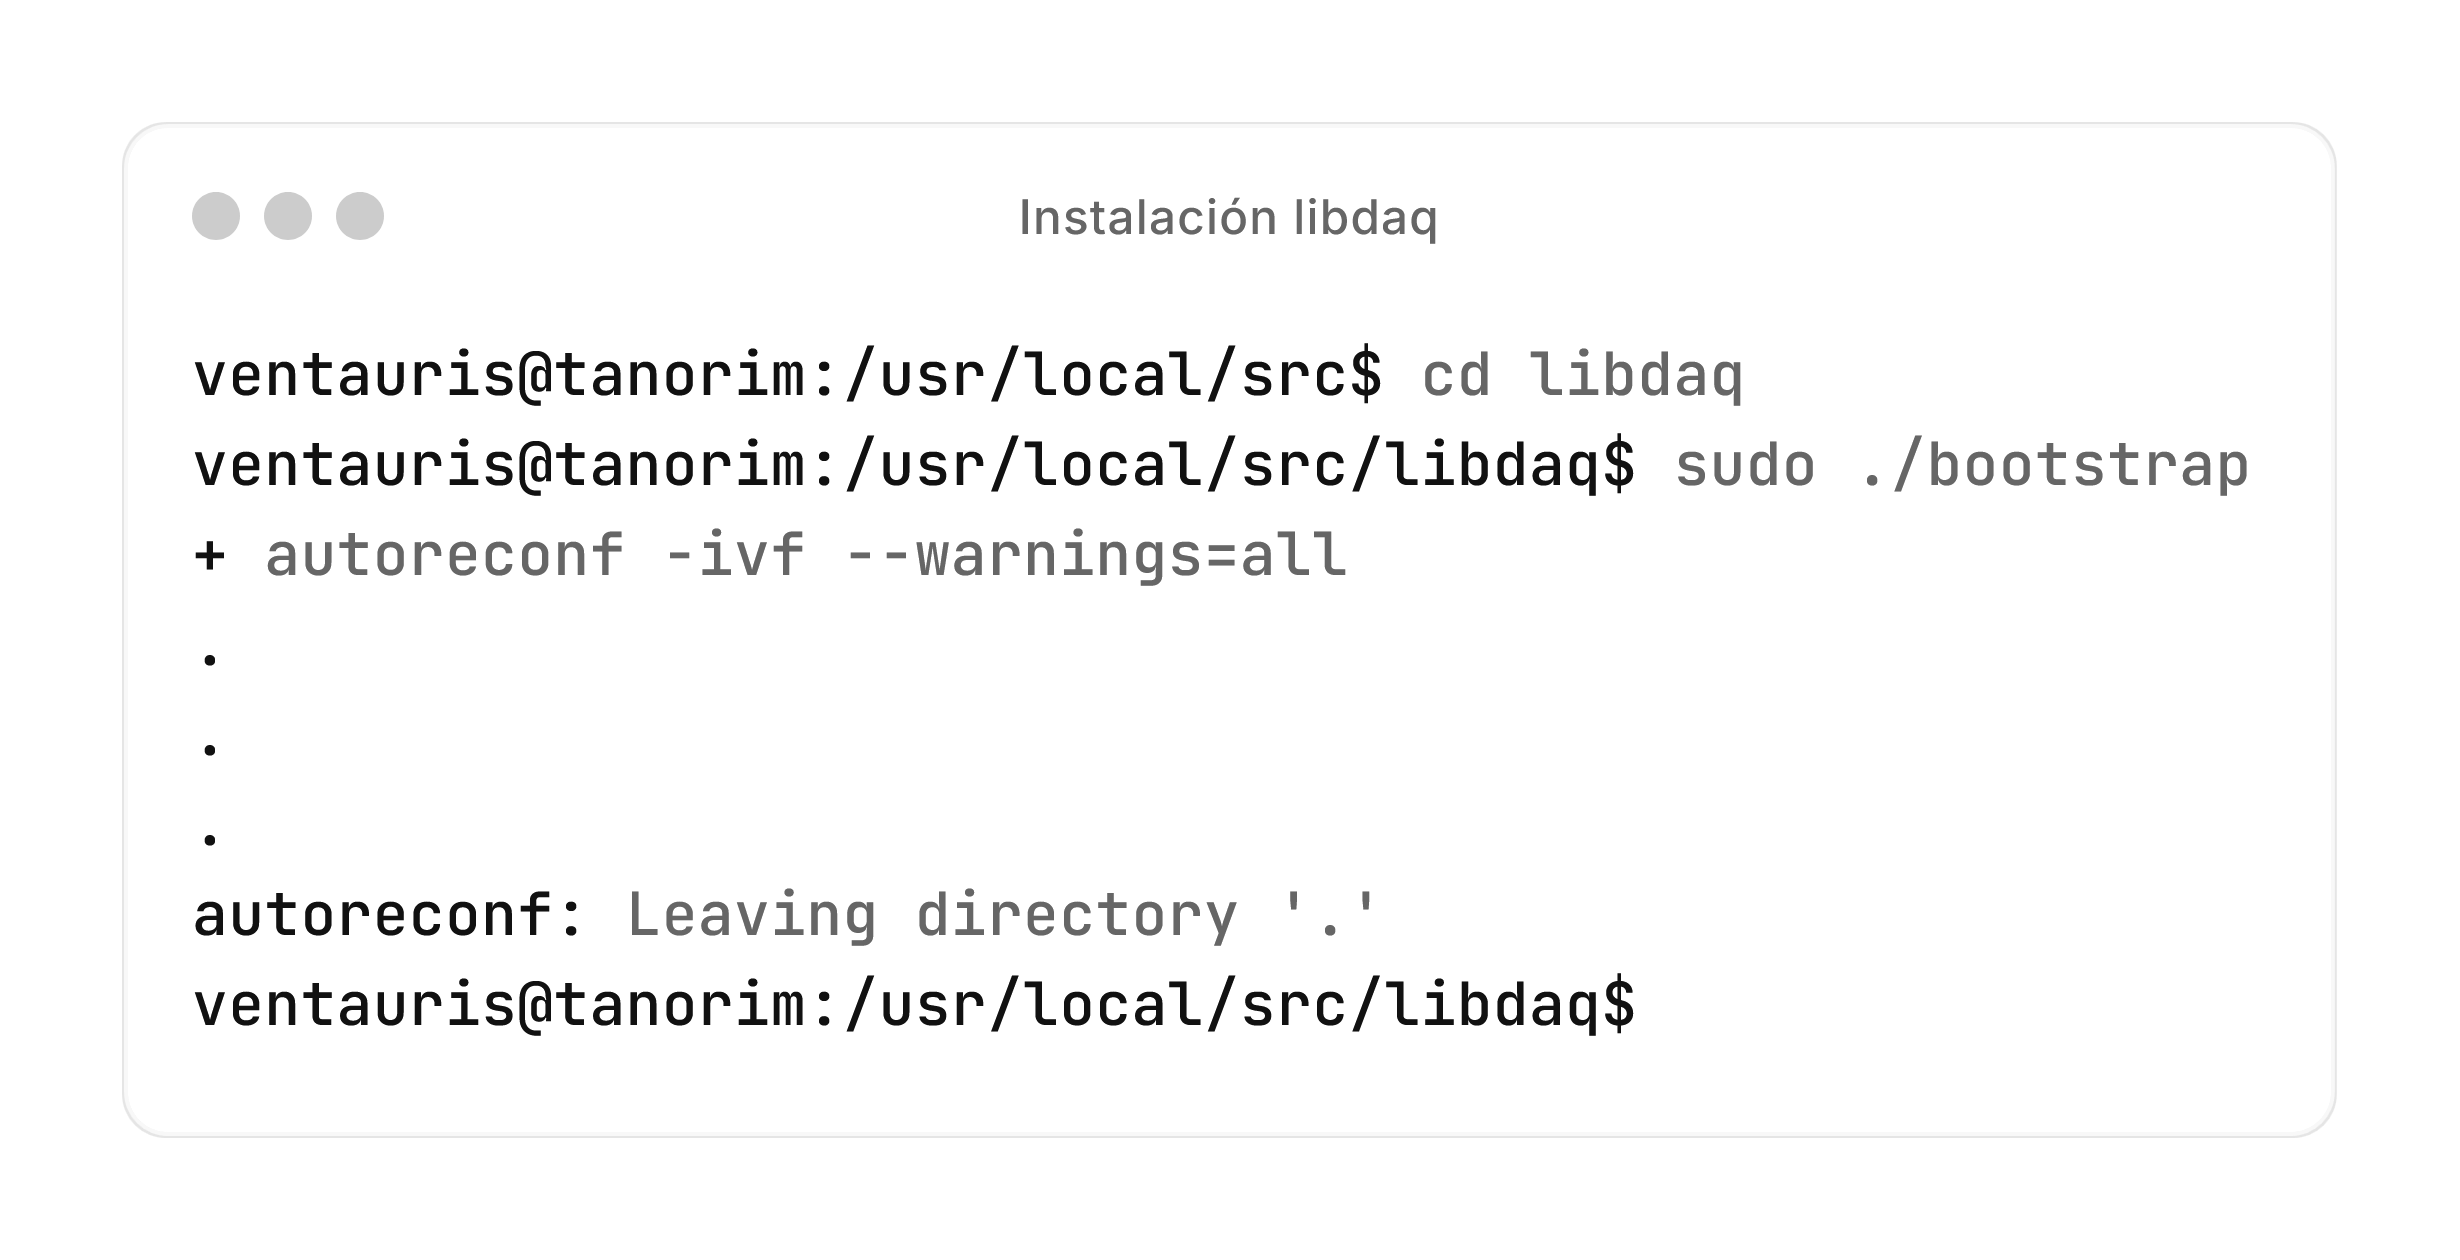 Instalación libdaq
ventauris@tanorim:/usr/local/src$ cd libdaq
ventauris@tanorim:/usr/local/src/libdaq$ sudo ./bootstrap
+ autoreconf -ivf --warnings=all
.
.
.
autoreconf: Leaving directory '.'
ventauris@tanorim:/usr/local/src/libdaq$